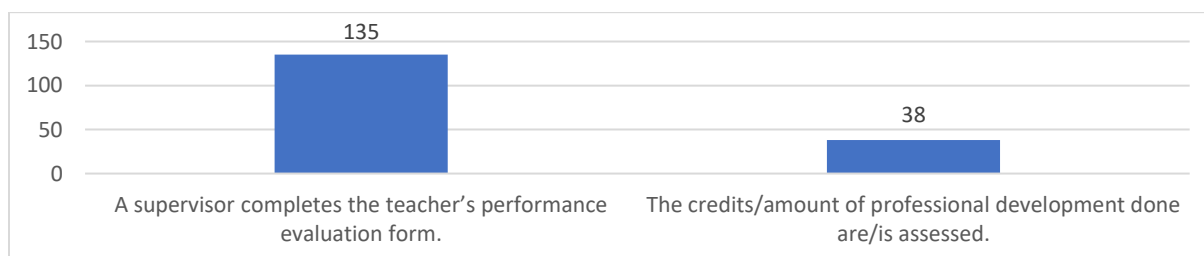 135
150
100
38
50
0
A supervisor completes the teacher’s performance
evaluation form.
The credits/amount of professional development done
are/is assessed.